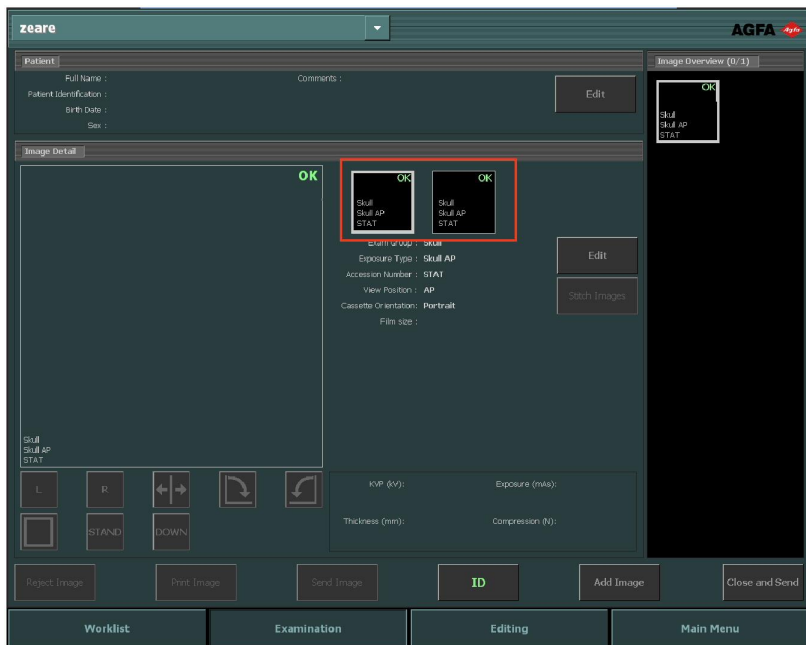 zeare
AGFA Agfa
Patient
Full Name :
Comments :
Patient Identification :
Birth Date :
Sex :
Edit
Image Overview (0/1)
OK
Skull
Skull AP
STAT
Image Detail
OK
Skull
Skull AP
STAT
OK
Skull
Skull AP
STAT
OK
Skull
Skull AP
STAT
Exam Group : Skull
Exposure Type : Skull AP
Accession Number : STAT
View Position : AP
Cassette Orientation: Portrait
Film size :
Edit
Stitch Images
L
R
STAND
DOWN
KVP (kV):
Exposure (mAs):
Thickness (mm):
Compression (N):
Reject Image
Print Image
Send Image
ID
Add Image
Close and Send
Worklist
Examination
Editing
Main Menu